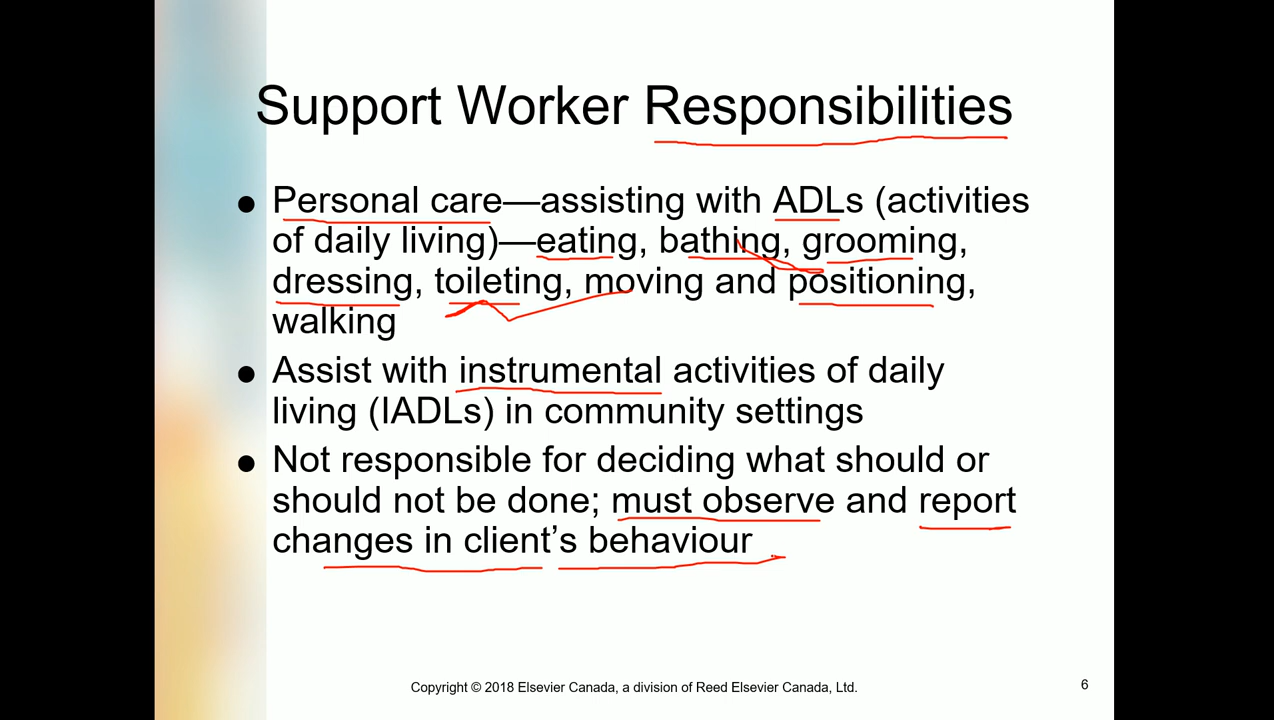 Support Worker Responsibilities
● Personal care—assisting with ADLs (activities
of daily living)—eating, bathing, grooming,
dressing, toileting, moving and positioning,
walking
● Assist with instrumental activities of daily
living (IADLs) in community settings
● Not responsible for deciding what should or
should not be done; must observe and report
changes in client’s behaviour
Copyright © 2018 Elsevier Canada, a division of Reed Elsevier Canada, Ltd.
6